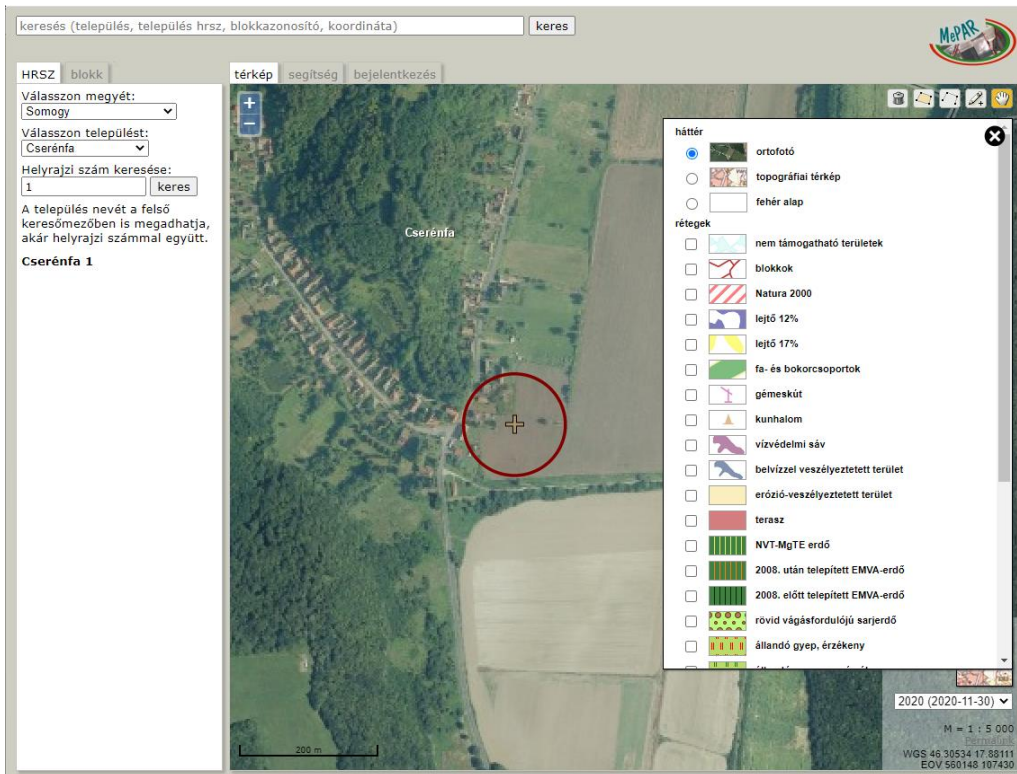 keresés (település, település hrsz, blokkazonosító, koordináta)
keres
MePAR
HRSZ
blokk
térkép
segítség
bejelentkezés
Válasszon megyét:
Somogy
Válasszon települést:
Cserénfa
Helyrajzi szám keresése:
1
keres
A település nevét a felső
keresőmezőben is megadhatja,
akár helyrajzi számmal együtt.
Cserénfa 1
Cserénfa
200 m
háttér
ortofotó
topográfiai térkép
fehér alap
rétegek
nem támogatható területek
blokkok
Natura 2000
lejtő 12%
lejtő 17%
fa- és bokorcsoportok
gémeskút
kunhalom
vízvédelmi sáv
belvízzel veszélyeztetett terület
erózió-veszélyeztetett terület
terasz
NVT-MgTE erdő
2008. után telepített EMVA-erdő
2008. előtt telepített EMVA-erdő
rövid vágásfordulójú sarjerdő
állandó gyep, érzékeny
2020 (2020-11-30)
M = 1 : 5 000
Permalink
WGS 46.30534 17.88111
EOV 560148 107430